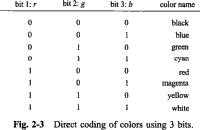 bit 1: r bit 2: g bit 3: b color name
0 0 0 black
0 0 1 blue
0 1 0 green
0 1 1 cyan
1 0 0 red
1 0 1 magenta
1 1 0 yellow
1 1 1 white
Fig. 2-3 Direct coding of colors using 3 bits.